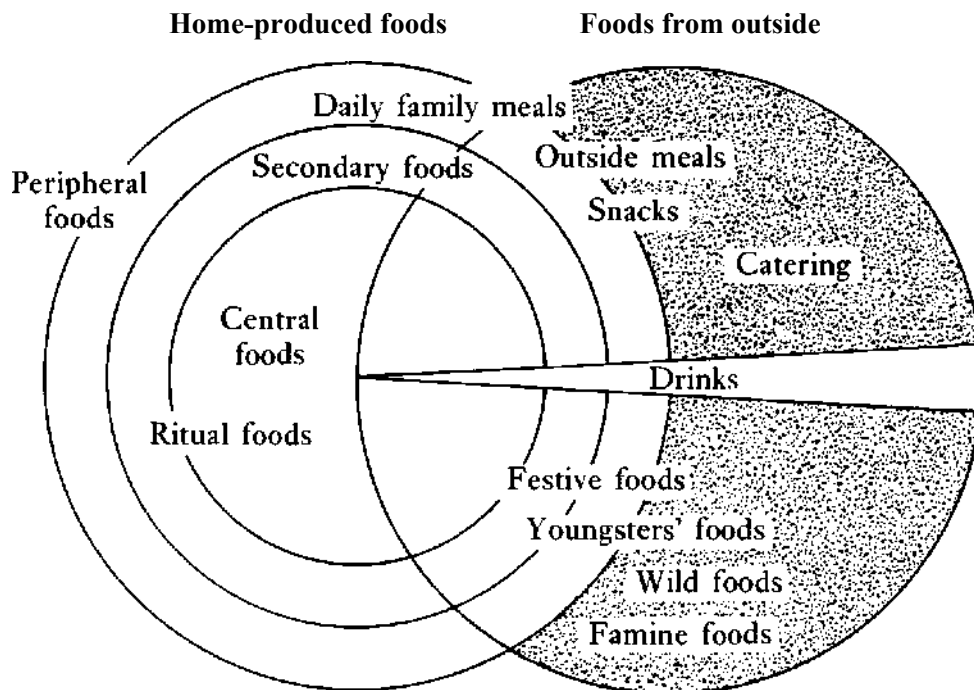 Home-produced foods
Foods from outside
Daily family meals
Peripheral
foods
Secondary foods
Outside meals
Snacks
Catering
Central
foods
Drinks
Ritual foods
Festive foods
Youngsters' foods
Wild foods
Famine foods